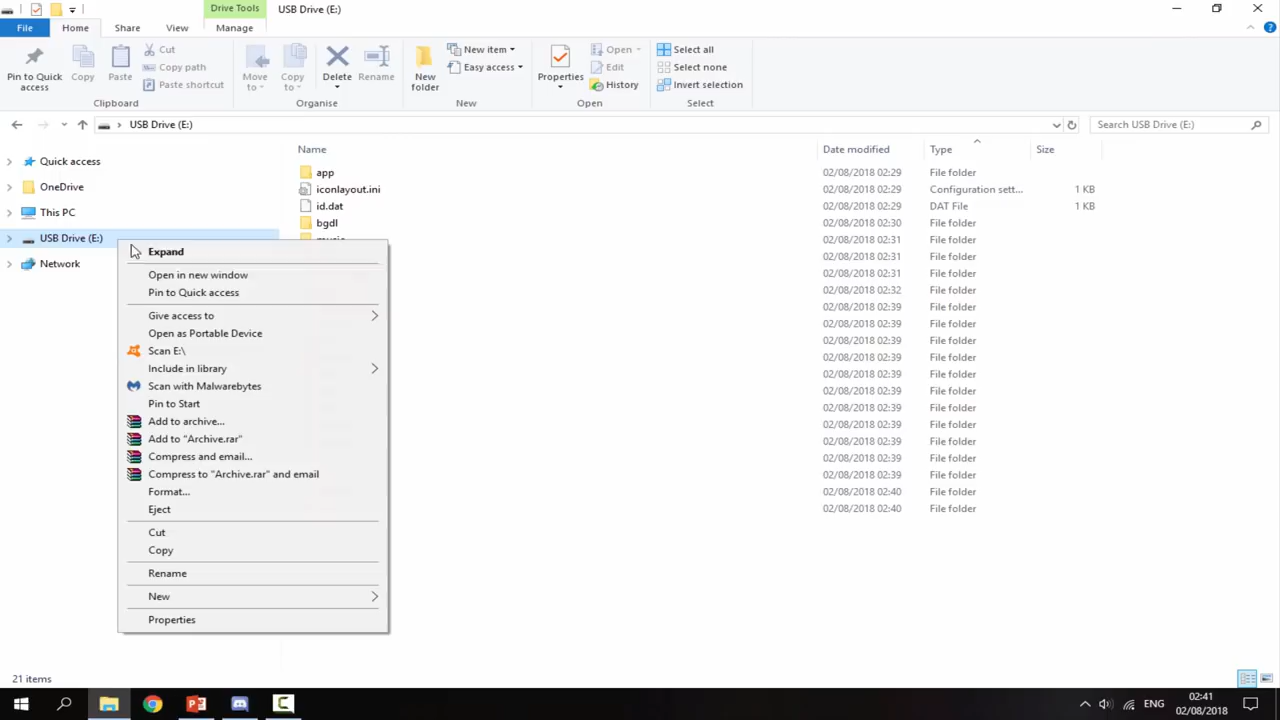 Drive Tools
USB Drive (E:)
File
Home
Share
View
Manage
Pin to Quick access
Copy
Paste
Cut
Copy path
Paste shortcut
Clipboard
Move to
Copy to
Delete
Rename
Organise
New folder
New item
Easy access
New
Properties
Open
Edit
History
Open
Select all
Select none
Invert selection
Select
USB Drive (E:)
Search USB Drive (E:)
Name
Date modified
Type
Size
Quick access
OneDrive
This PC
USB Drive (E:)
Network
app 02/08/2018 02:29 File folder
iconlayout.ini 02/08/2018 02:29 Configuration sett... 1 KB
id.dat 02/08/2018 02:29 DAT File 1 KB
bgdl 02/08/2018 02:30 File folder
02/08/2018 02:31 File folder
02/08/2018 02:31 File folder
02/08/2018 02:31 File folder
02/08/2018 02:32 File folder
02/08/2018 02:39 File folder
02/08/2018 02:39 File folder
02/08/2018 02:39 File folder
02/08/2018 02:39 File folder
02/08/2018 02:39 File folder
02/08/2018 02:39 File folder
02/08/2018 02:39 File folder
02/08/2018 02:39 File folder
02/08/2018 02:39 File folder
02/08/2018 02:39 File folder
02/08/2018 02:39 File folder
02/08/2018 02:40 File folder
02/08/2018 02:40 File folder
Expand
Open in new window
Pin to Quick access
Give access to
Open as Portable Device
Scan E:\
Include in library
Scan with Malwarebytes
Pin to Start
Add to archive...
Add to "Archive.rar"
Compress and email...
Compress to "Archive.rar" and email
Format...
Eject
Cut
Copy
Rename
New
Properties
21 items
ENG
02:41
02/08/2018